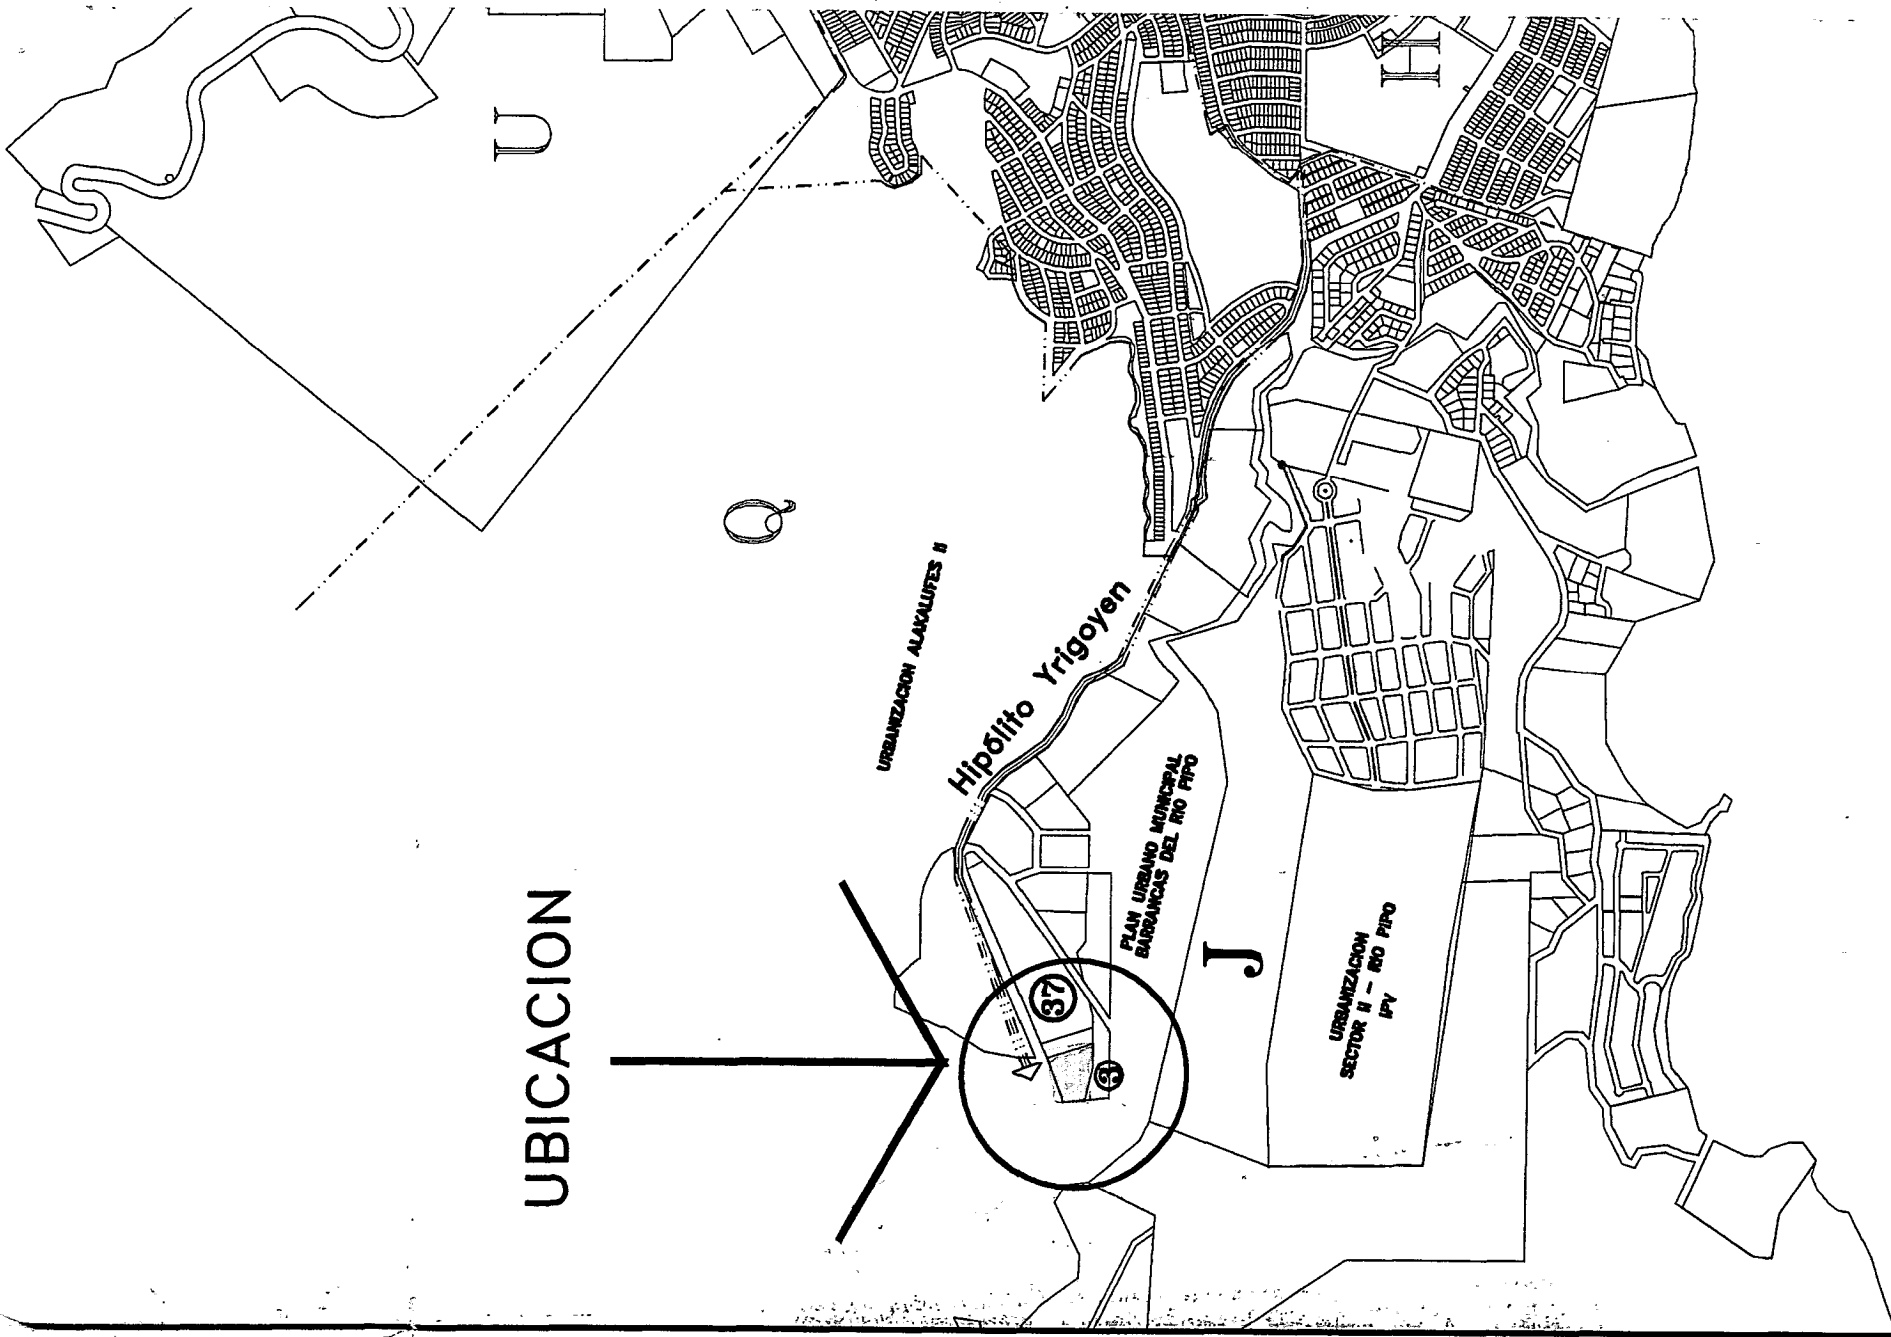 UBICACION
U
Q
H
URBANIZACION ALAKALUFES II
Hipólito Yrigoyen
PLAN URBANO MUNICIPAL
BARRANCAS DEL RIO PIPO
J
37
3
URBANIZACION
SECTOR II - RIO PIPO
IPV